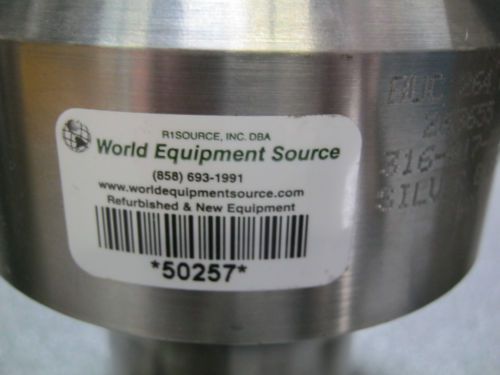 R1SOURCE, INC. DBA
World Equipment Source
(858) 693-1991
www.worldequipmentsource.com
Refurbished & New Equipment
*50257*